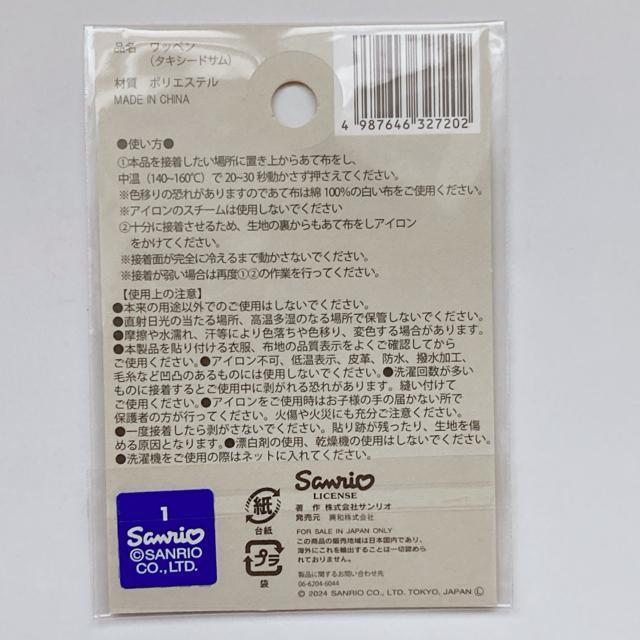 品名 ワッペン
（タキシードサム）
材質 ポリエステル
MADE IN CHINA
4 987646 327202
●使い方●
①本品を接着したい場所に置き上からあて布をし、
中温（140~160℃）で 20~30 秒動かさず押さえてください。
※色移りの恐れがありますのであて布は綿 100%の白い布をご使用ください。
※アイロンのスチームは使用しないでください
②十分に接着させるため、生地の裏からもあて布をしアイロン
をかけてください。
※接着面が完全に冷えるまで動かさないでください。
※接着が弱い場合は再度①②の作業を行ってください。
【使用上の注意】
●本来の用途以外でのご使用はしないでください。
●直射日光の当たる場所、高温多湿のなる場所で保管しないでください。
●摩擦や水濡れ、汗等により色落ちや色移り、変色する場合があります。
●本製品を貼り付ける衣服、布地の品質表示をよくご確認してから
ご使用ください。●アイロン不可、低温表示、皮革、防水、撥水加工、
毛糸など凹凸のあるものには使用しないでください。●洗濯回数が多い
ものに接着するとご使用中に剥がれる恐れがあります。縫い付けて
ご使用ください。●アイロンをご使用時はお子様の手の届かない所で
保護者の方が行ってください。火傷や火災にも充分ご注意ください。
●一度接着したら剥がさないでください。貼り跡が残ったり、生地を傷
める原因となります。●漂白剤の使用、乾燥機の使用はしないでください。
●洗濯機をご使用の際はネットに入れてください。
1
Sanrio
©SANRIO
CO., LTD.
紙
台紙
プラ
袋
Sanrio
LICENSE
著 作 株式会社サンリオ
発売元 興和株式会社
FOR SALE IN JAPAN ONLY
この商品の販売地域は日本国内であり、
海外にこれを輸出することは一切認め
られておりません。
製品に関するお問い合わせ先
06-6204-6044
© 2024 SANRIO CO., LTD. TOKYO, JAPAN Ⓛ